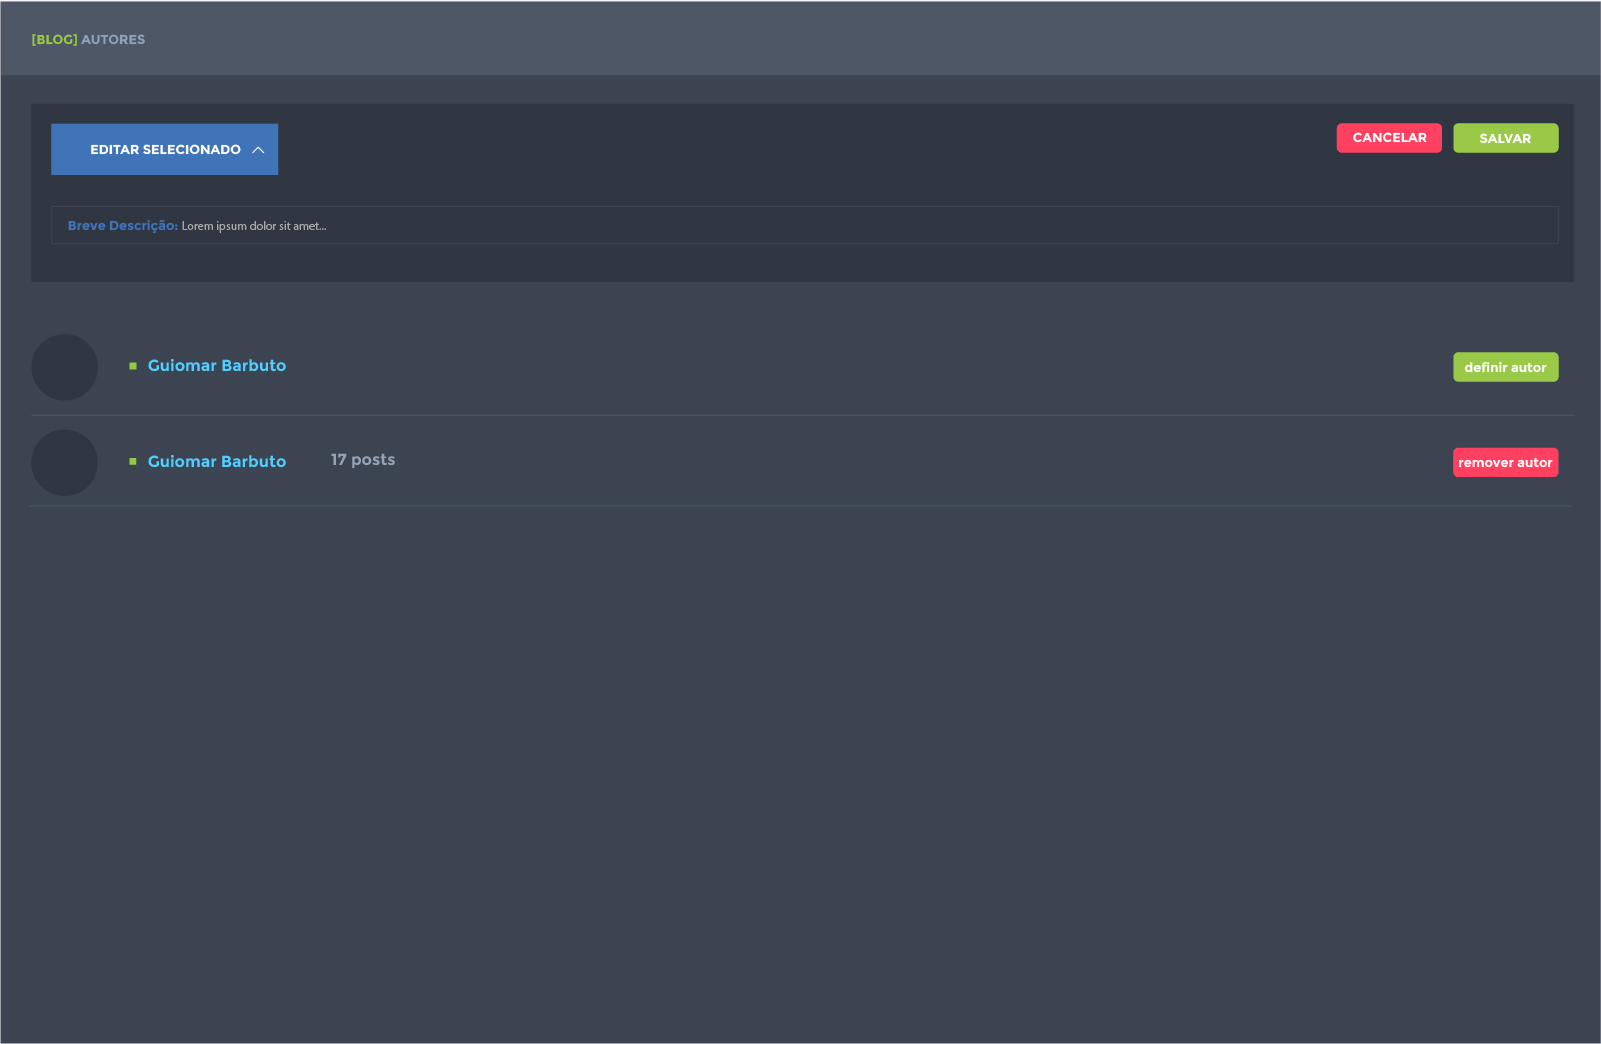 [BLOG] AUTORES
EDITAR SELECIONADO
CANCELAR
SALVAR
Breve Descrição: Lorem ipsum dolor sit amet...
Guiomar Barbuto
definir autor
Guiomar Barbuto
17 posts
remover autor